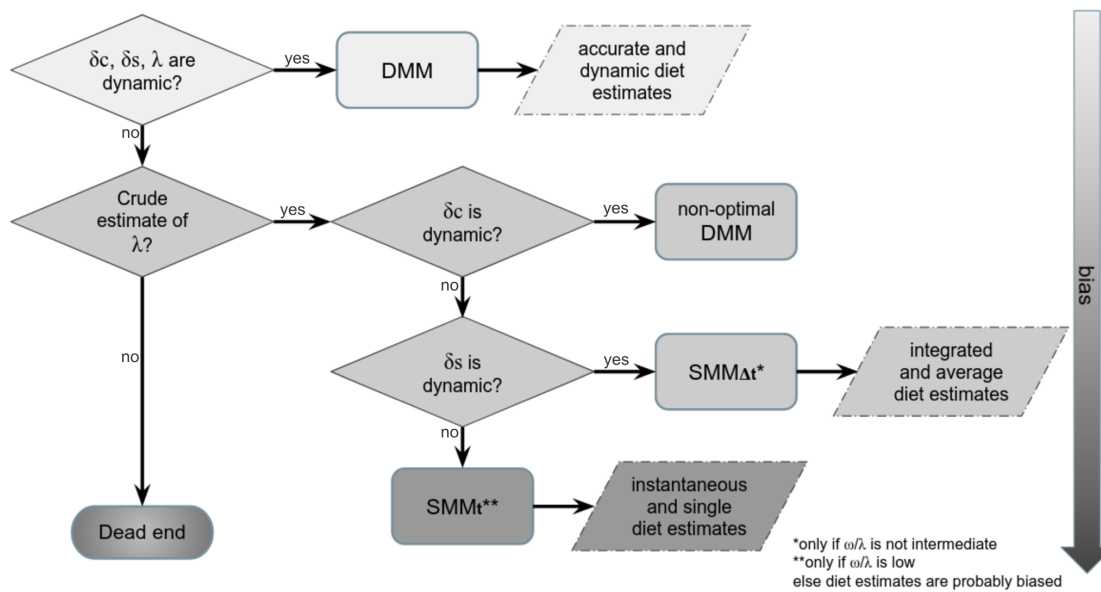 δc, δs, λ are
dynamic?
yes
DMM
accurate and
dynamic diet
estimates
no
Crude
estimate of
λ?
yes
δc is
dynamic?
yes
non-optimal
DMM
bias
no
no
δs is
dynamic?
yes
SMMΔt*
integrated
and average
diet estimates
no
SMMt**
instantaneous
and single
diet estimates
Dead end
*only if ω/λ is not intermediate
**only if ω/λ is low
else diet estimates are probably biased